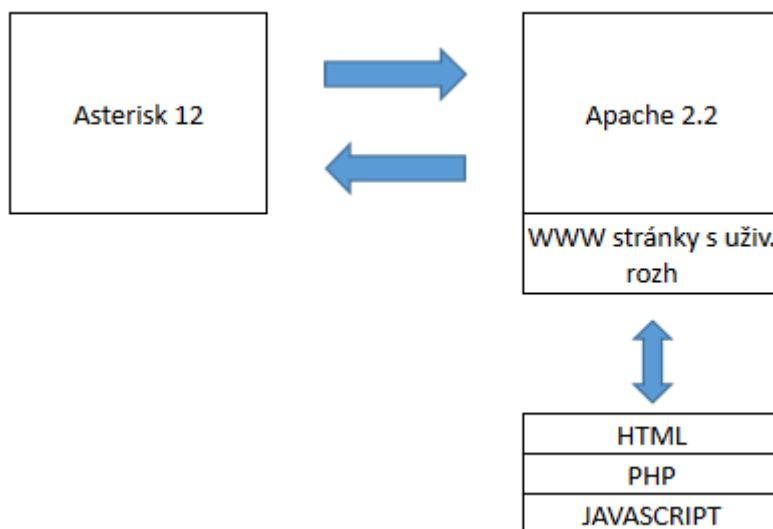 Asterisk 12
Apache 2.2
WWW stránky s uživ.
rozh
HTML
PHP
JAVASCRIPT